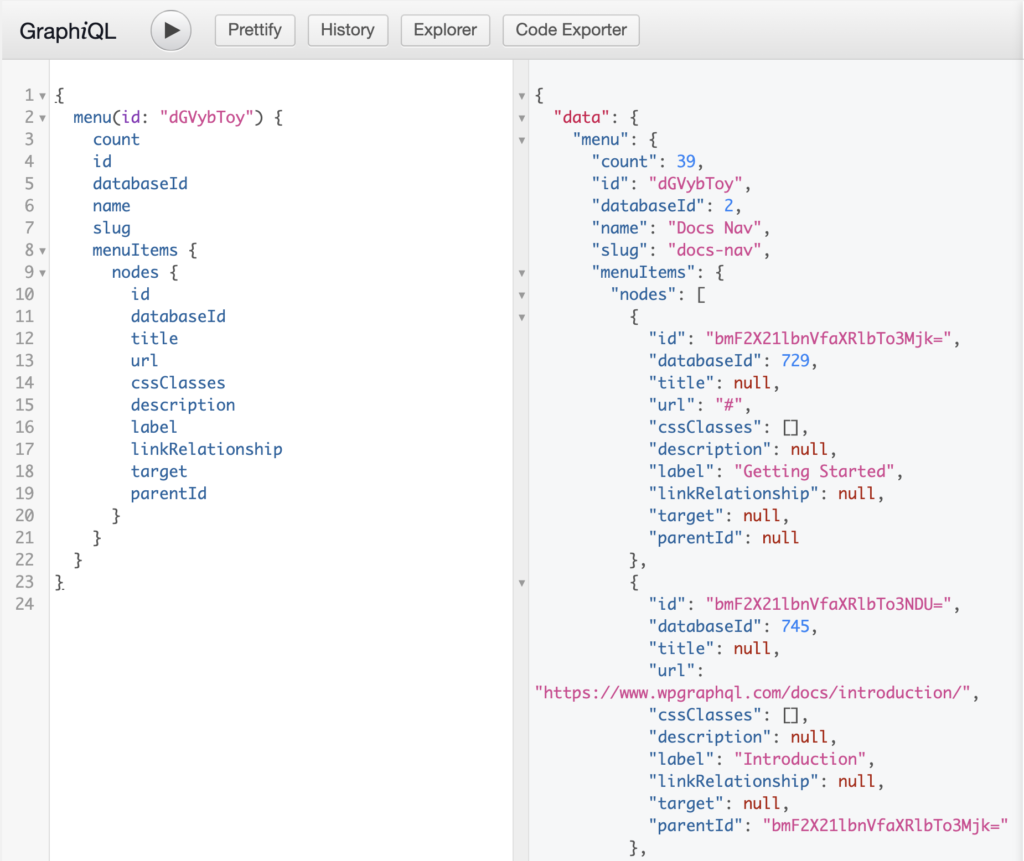 GraphiQL
Prettify
History
Explorer
Code Exporter
1 {
2 menu(id: "dGVybToy") {
3 count
4 id
5 databaseId
6 name
7 slug
8 menuItems {
9 nodes {
10 id
11 databaseId
12 title
13 url
14 cssClasses
15 description
16 label
17 linkRelationship
18 target
19 parentId
20 }
21 }
22 }
23 }
24
{
"data": {
"menu": {
"count": 39,
"id": "dGVybToy",
"databaseId": 2,
"name": "Docs Nav",
"slug": "docs-nav",
"menuItems": {
"nodes": [
{
"id": "bmF2X21lbnVfaXRlbTo3Mjk=",
"databaseId": 729,
"title": null,
"url": "#",
"cssClasses": [],
"description": null,
"label": "Getting Started",
"linkRelationship": null,
"target": null,
"parentId": null
},
{
"id": "bmF2X21lbnVfaXRlbTo3NDU=",
"databaseId": 745,
"title": null,
"url":
"https://www.wpgraphql.com/docs/introduction/",
"cssClasses": [],
"description": null,
"label": "Introduction",
"linkRelationship": null,
"target": null,
"parentId": "bmF2X21lbnVfaXRlbTo3Mjk="
},